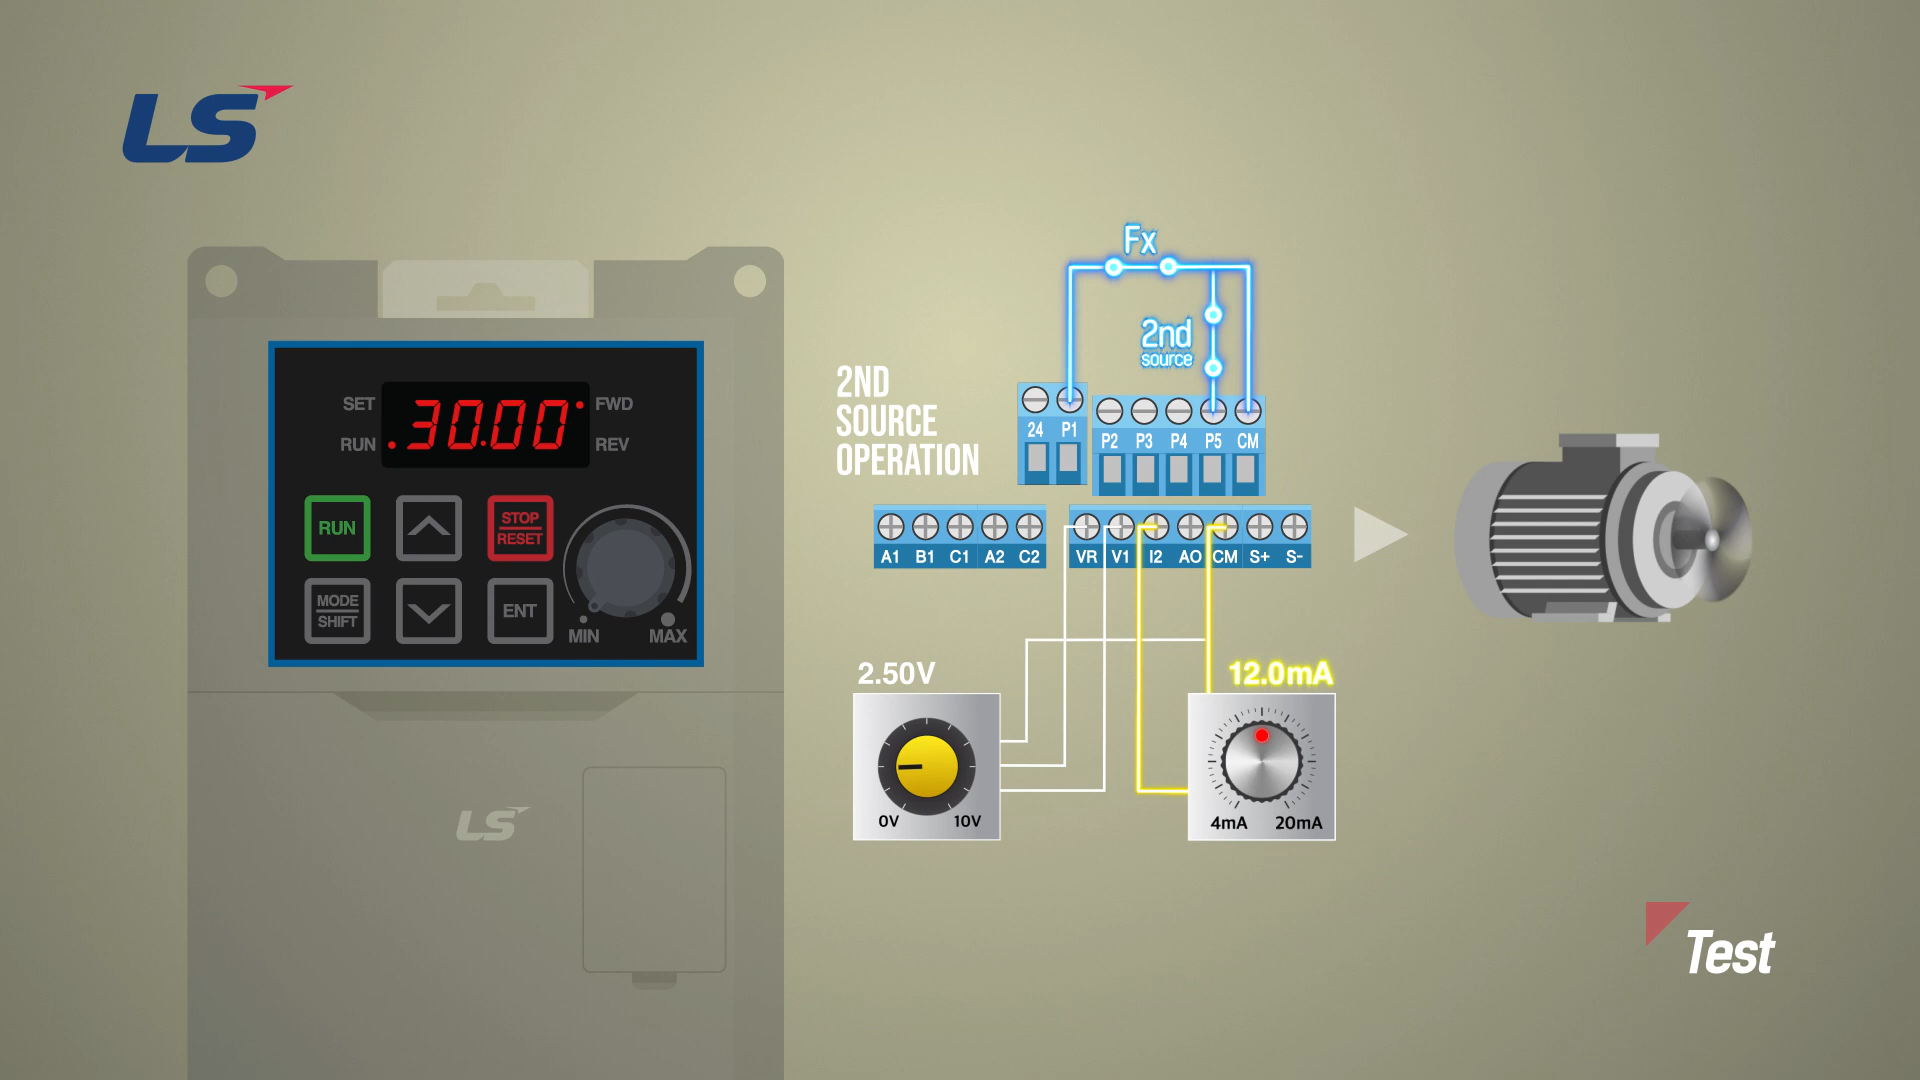 LS
SET
RUN
.30.00
FWD
REV
RUN
STOP
RESET
MODE
SHIFT
ENT
MIN
MAX
LS
2ND
SOURCE
OPERATION
Fx
2nd
source
24 P1
P2 P3 P4 P5 CM
A1 B1 C1 A2 C2
VR V1 I2 AO CM S+ S-
2.50V
0V 10V
12.0mA
4mA 20mA
Test